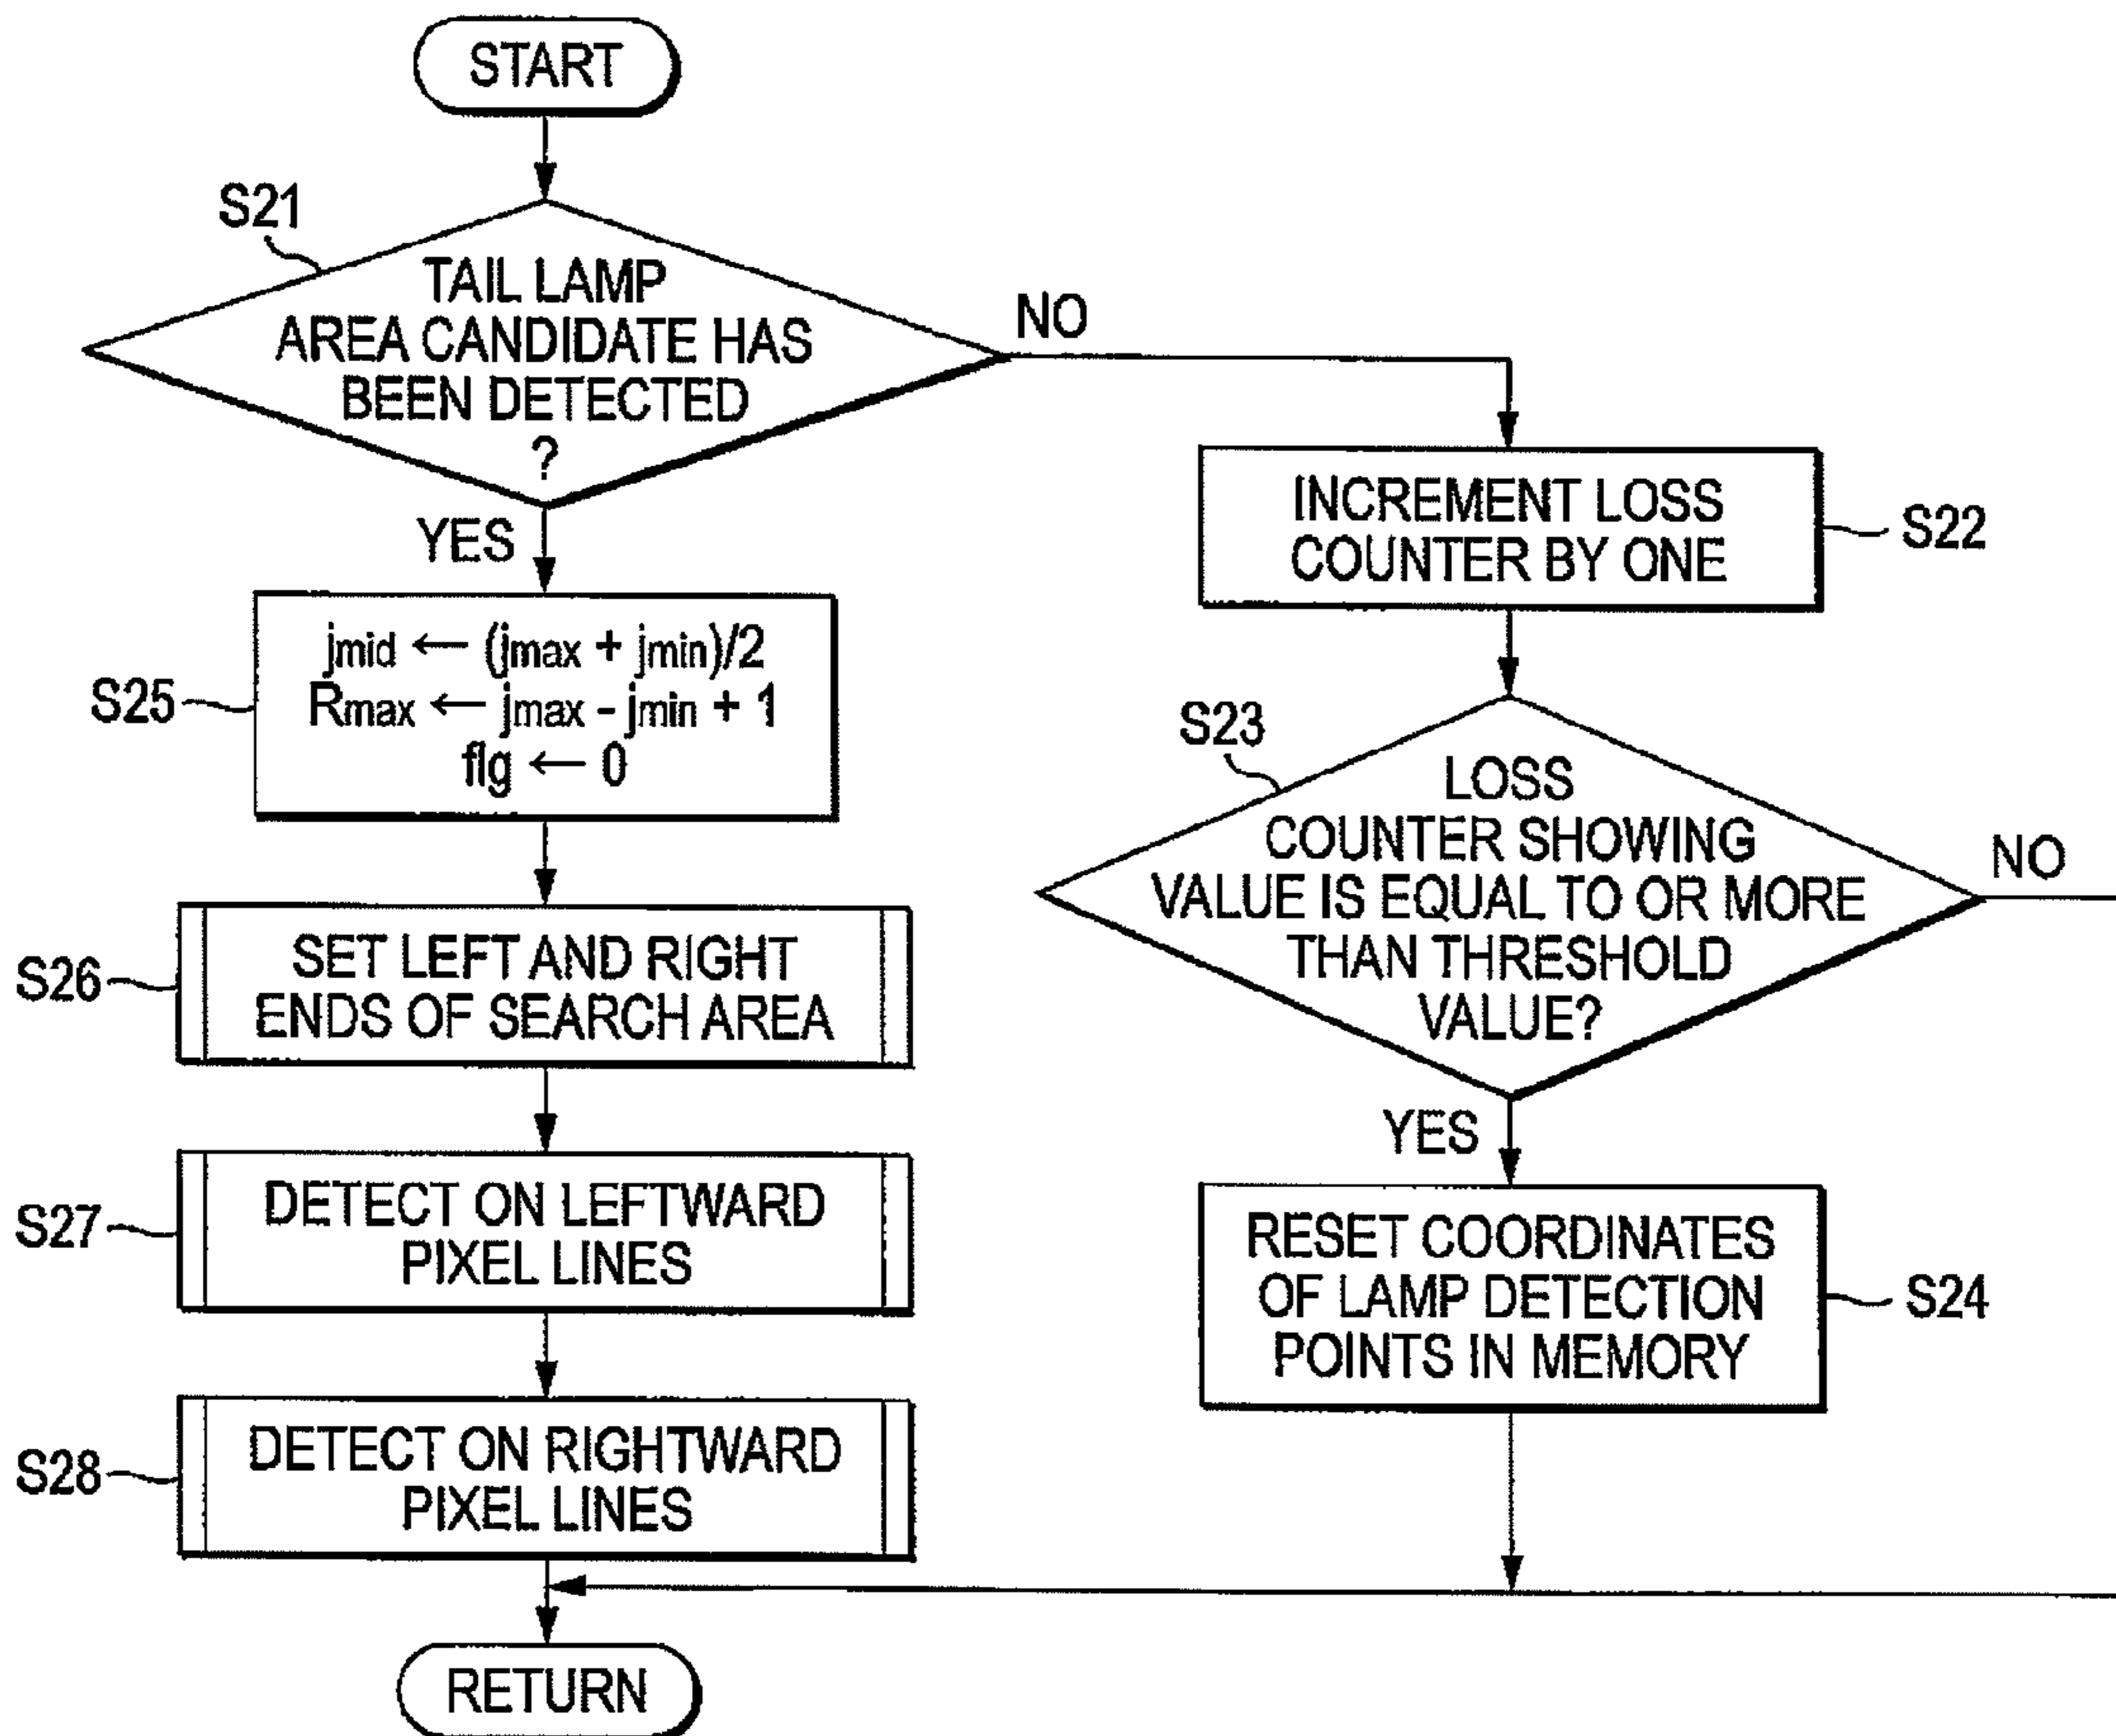 START
S21
TAIL LAMP
AREA CANDIDATE HAS
BEEN DETECTED
?
NO
YES
INCREMENT LOSS
COUNTER BY ONE
S22
S25
jmid ← (jmax + jmin)/2
Rmax ← jmax - jmin + 1
flg ← 0
S23
LOSS
COUNTER SHOWING
VALUE IS EQUAL TO OR MORE
THAN THRESHOLD
VALUE?
NO
YES
S26
SET LEFT AND RIGHT
ENDS OF SEARCH AREA
S27
DETECT ON LEFTWARD
PIXEL LINES
RESET COORDINATES
OF LAMP DETECTION
POINTS IN MEMORY
S24
S28
DETECT ON RIGHTWARD
PIXEL LINES
RETURN